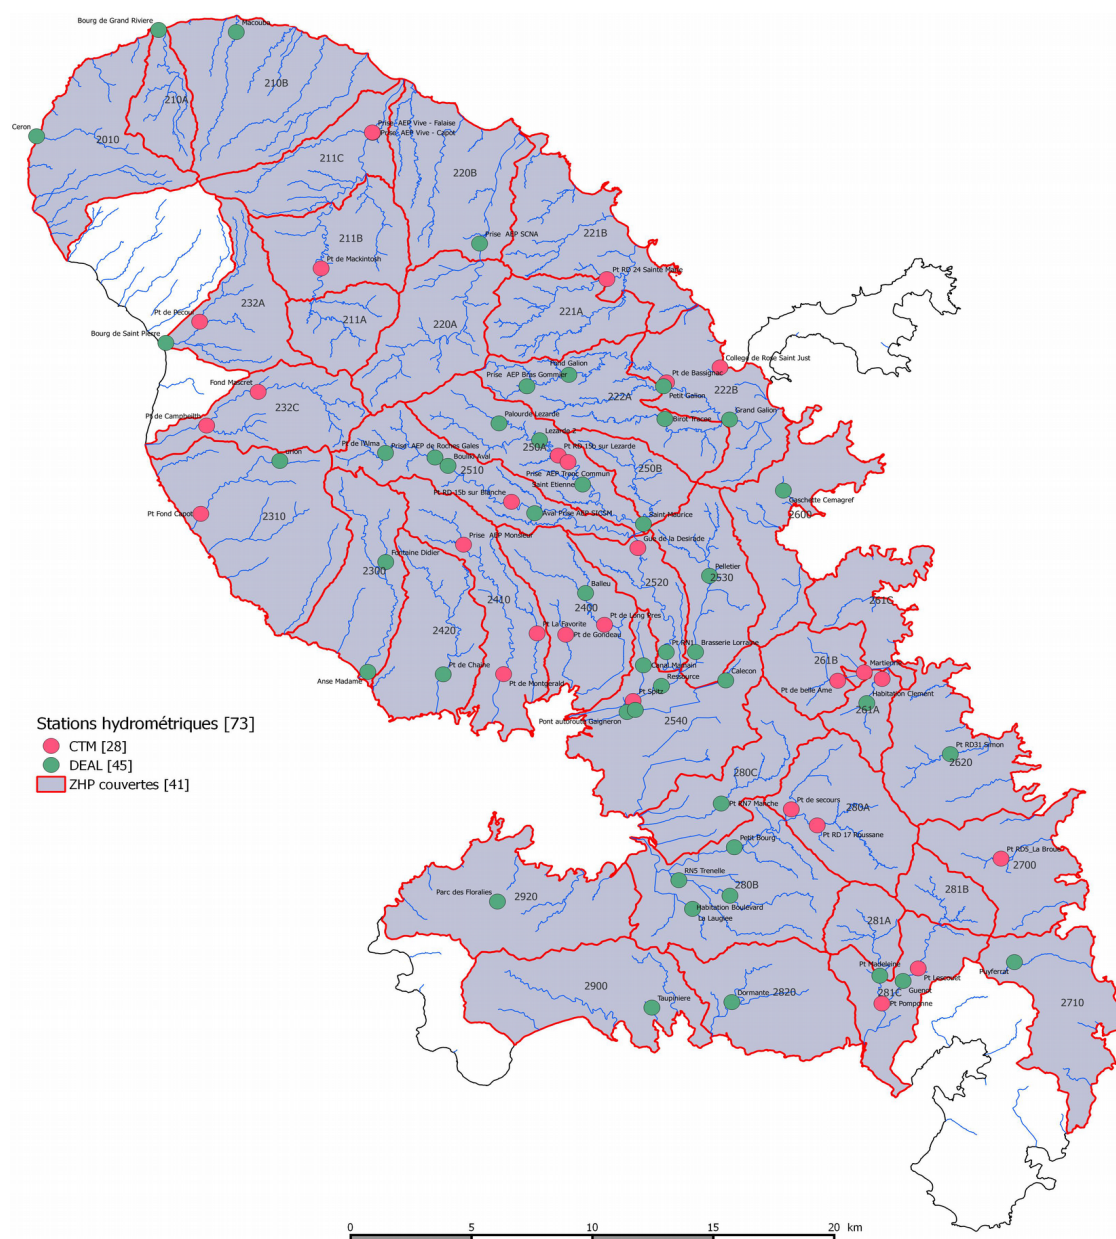 Bourg de Grand Riviere
Macouba
210A
210B
Ceron
2010
Prise AEP Vive - Falaise
Prise AEP Vive - Capot
211C
220B
211B
Prise AEP SCNA
221B
Pt de Mackintosh
Pt RD 24 Sainte Marie
232A
Pt de Pecoul
211A
220A
221A
Bourg de Saint Pierre
College de Rose Saint Just
Fond Galion
Fond Mascret
Prise AEP Bras Gommier
Pt de Bassignac
222B
Petit Galion
222A
232C
Pt de Campbeilth
Palourde Lezarde
Birot Tracee
Grand Galion
Lezarde 2
Pt de l'Alma
Prise AEP de Roches Gales
250A
Pt RD 15b sur Lezarde
Boulki Aval
2510
Prise AEP Tronc Commun
250B
Saint Etienne
Gaschette Cemagref
Pt RD 15b sur Blanche
2600
2310
Pt Fond Capot
Aval Prise AEP SICSM
Saint Maurice
Prise AEP Monsieur
Gue de la Desirade
Fontaine Didier
2300
Pelletier
2530
Balleu
2520
2410
2400
Pt de Long Pres
261C
Pt La Favorite
Pt de Gondeau
2420
Pt RN1
Brasserie Lorraine
261B
Martienne
Canal Mamain
Anse Madame
Pt de Chaine
Pt de Montgerald
Ressource
Calecon
Pt de belle Ame
Habitation Clement
Pt Spitz
261A
Pont autoroute Gaigneron
2540
Stations hydrométriques [73]
CTM [28]
DEAL [45]
ZHP couvertes [41]
Pt RD31 Simon
2620
280C
Pt RN7 Manche
Pt de secours
280A
Pt RD 17 Roussane
Petit Bourg
Pt RD5_La Broue
2700
RN5 Trenelle
280B
281B
Parc des Floralies
2920
Habitation Boulevard
La Laugiee
281A
Pt Madeleine
Pt Lescouet
Puyferrat
Guenot
281C
2900
2820
Dormante
Taupiniere
Pt Pomponne
2710
0 5 10 15 20 km